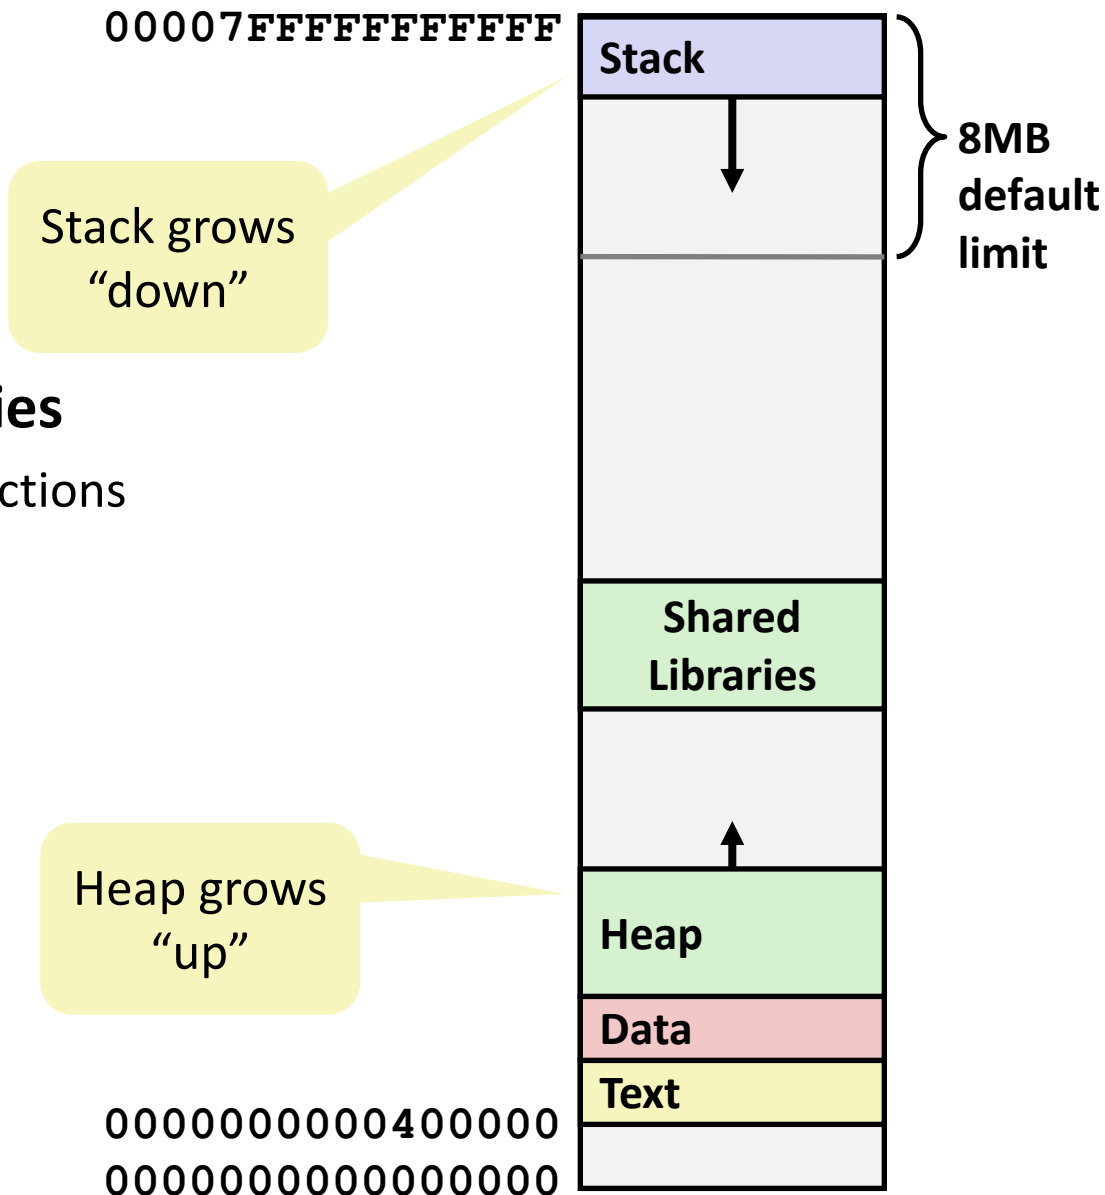 00007FFFFFFFFFFF
Stack
8MB
default
limit
Stack grows
“down”
ies
ctions
Shared
Libraries
Heap grows
“up”
Heap
Data
Text
0000000000400000
0000000000000000